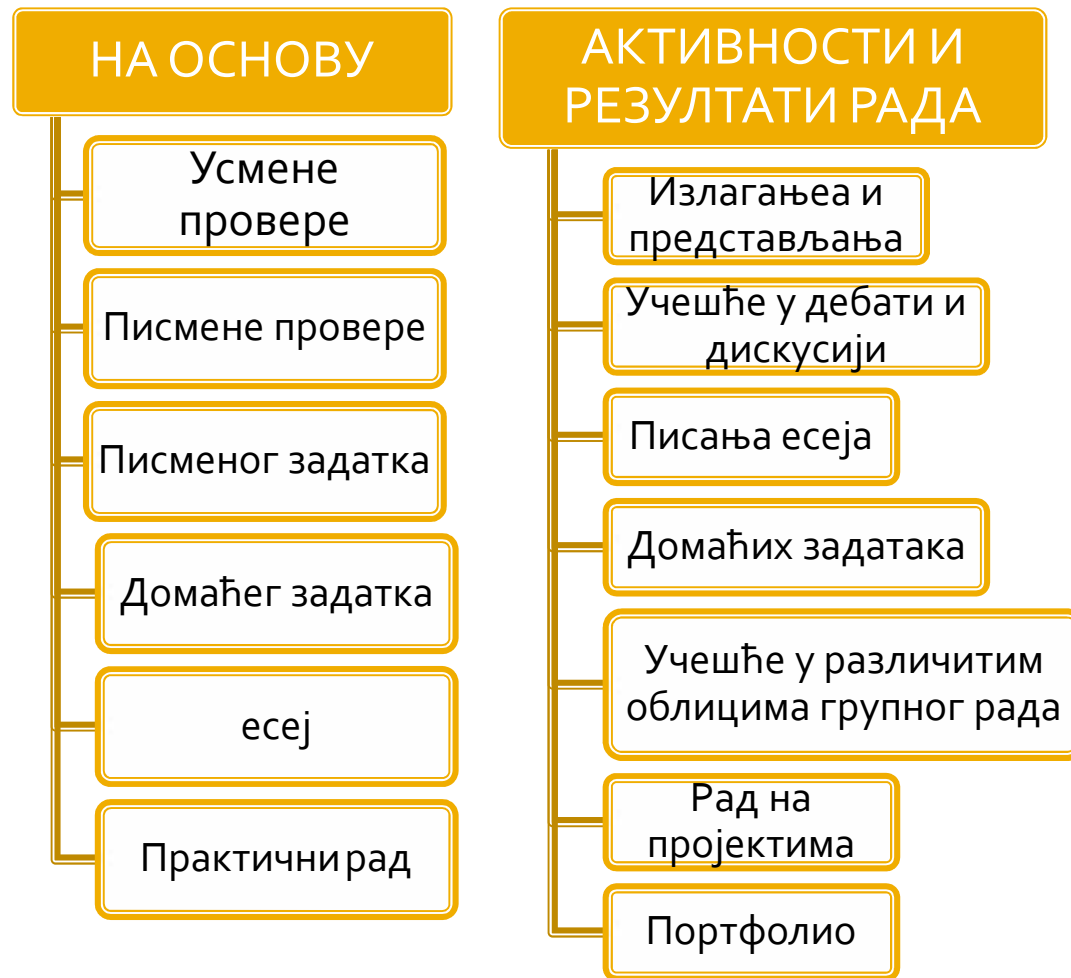 НА ОСНОВУ
Усмене
провере
Писмене провере
Писменог задатка
Домаћег задатка
есеј
Практични рад
АКТИВНОСТИ И
РЕЗУЛТАТИ РАДА
Излагањеа и
представљања
Учешће у дебати и
дискусији
Писања есеја
Домаћих задатака
Учешће у различитим
облицима групног рада
Рад на
пројектима
Портфолио